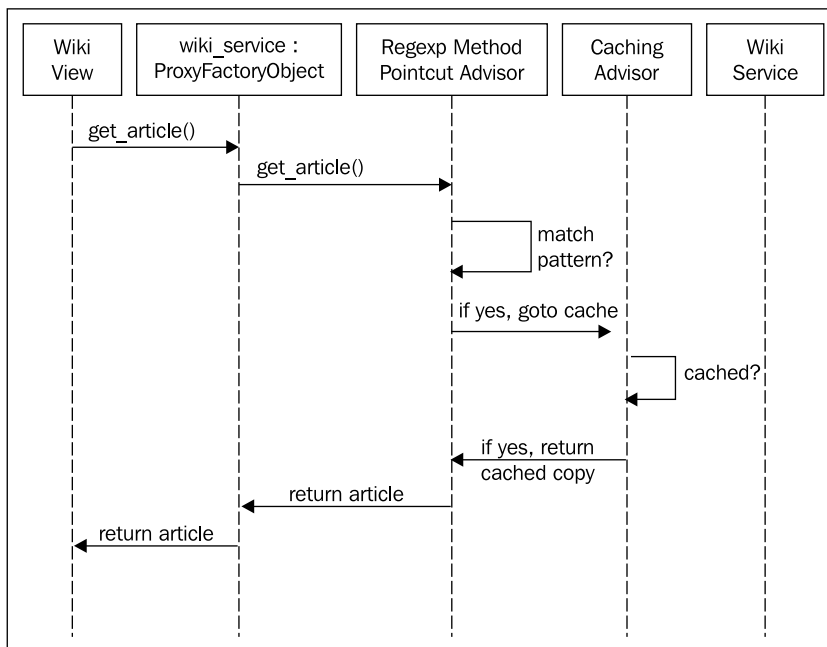 Wiki
View
wiki_service :
ProxyFactoryObject
Regexp Method
Pointcut Advisor
Caching
Advisor
Wiki
Service
get_article()
get_article()
match
pattern?
if yes, goto cache
cached?
if yes, return
cached copy
return article
return article